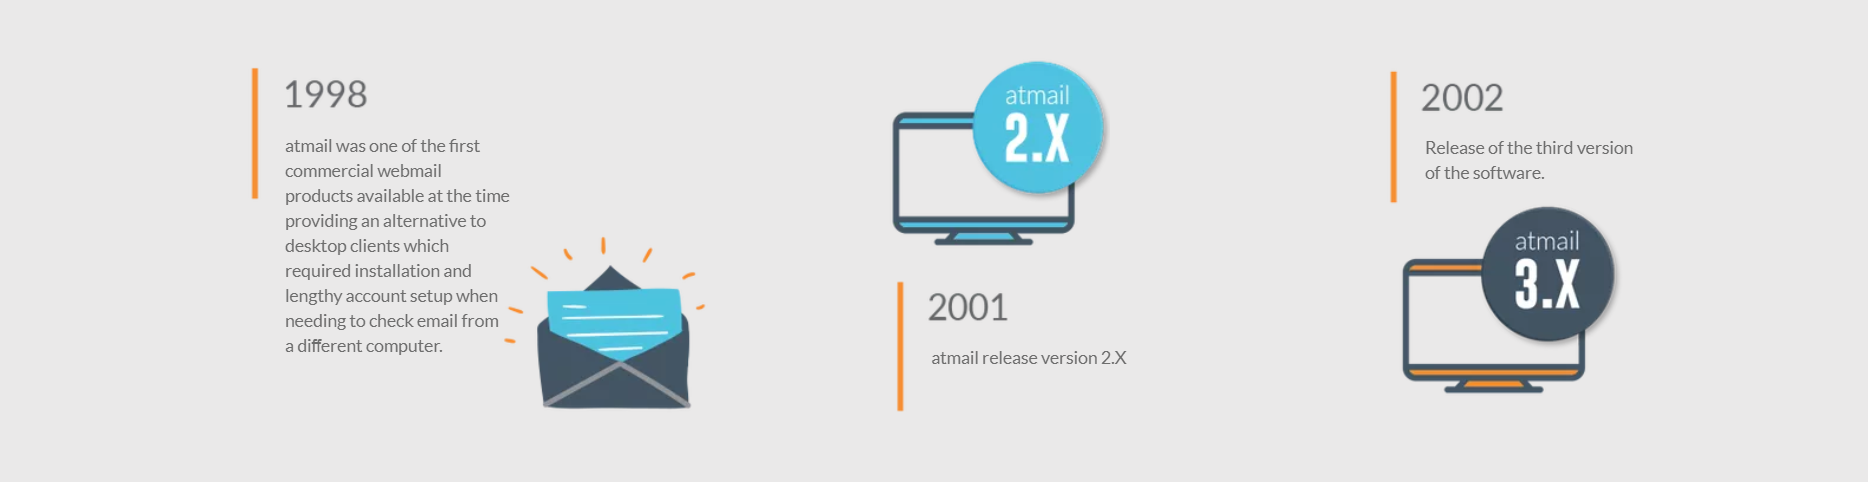 1998
atmail was one of the first
commercial webmail
products available at the time
providing an alternative to
desktop clients which
required installation and
lengthy account setup when
needing to check email from
a different computer.
atmail
2.X
2001
atmail release version 2.X
2002
Release of the third version
of the software.
atmail
3.X